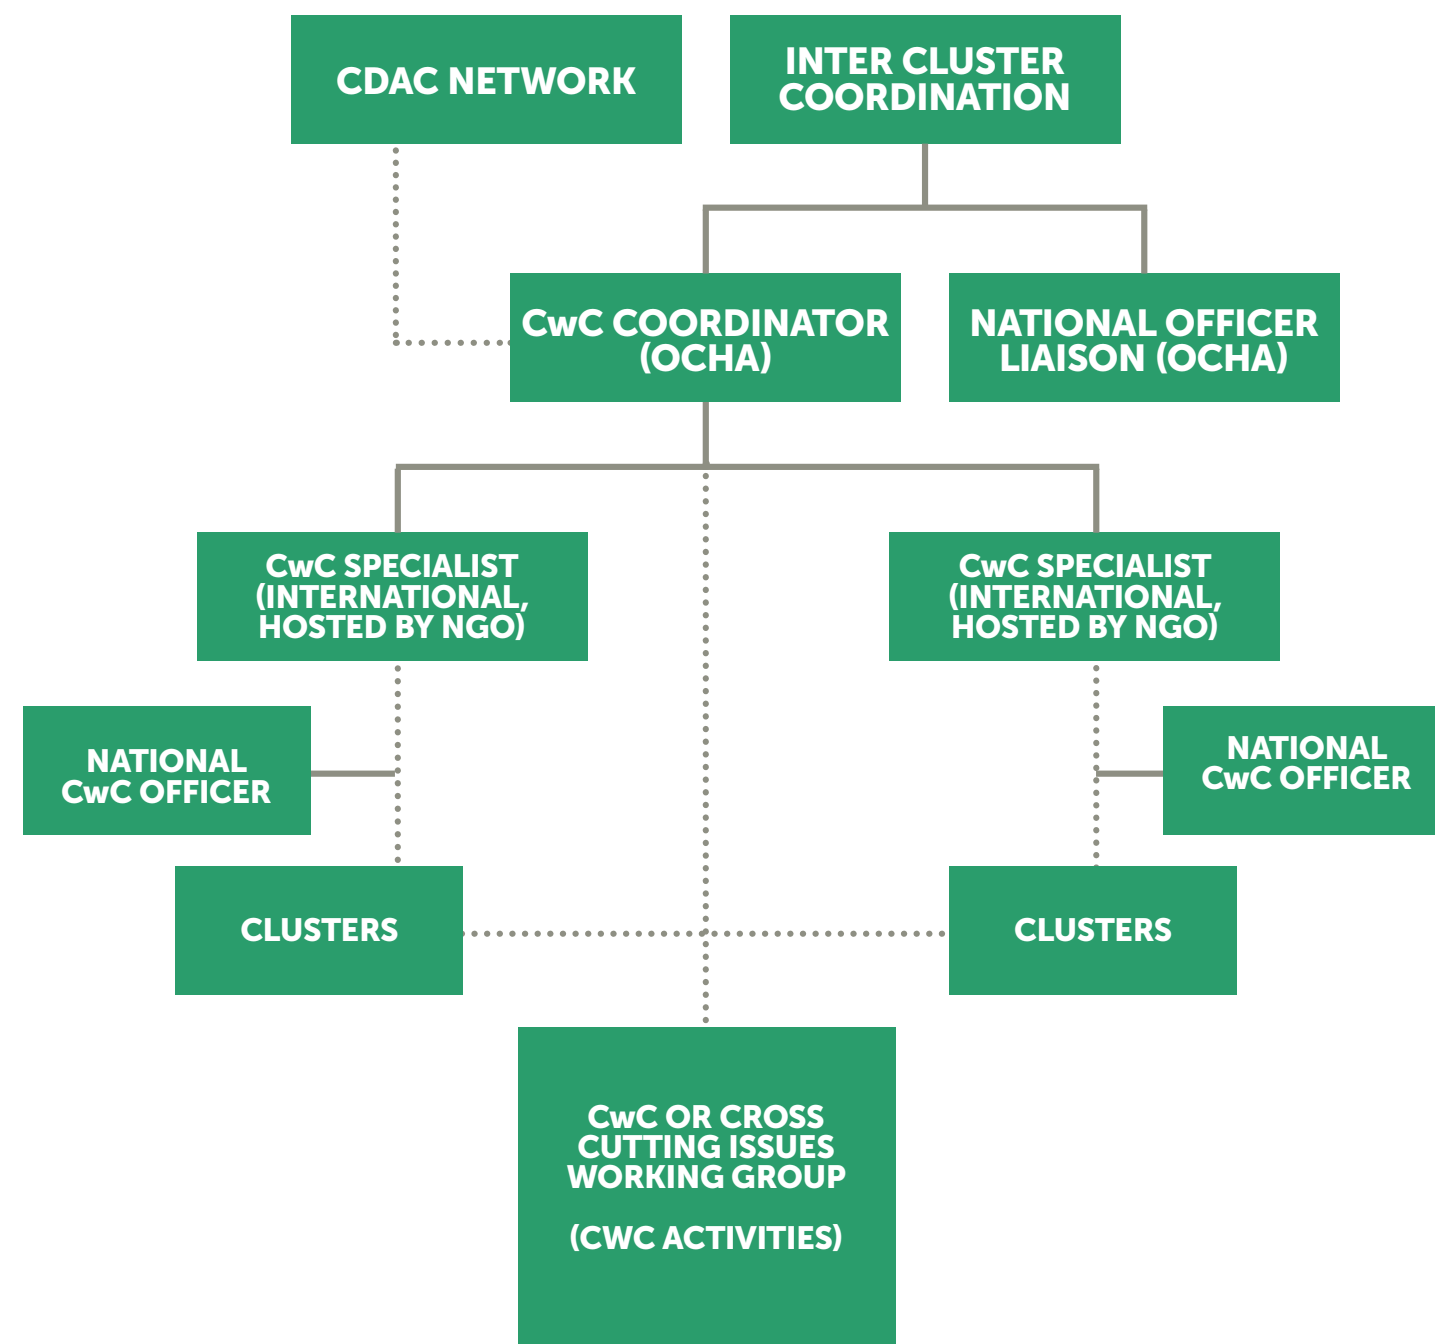 CDAC NETWORK
INTER CLUSTER
COORDINATION
CwC COORDINATOR
(OCHA)
NATIONAL OFFICER
LIAISON (OCHA)
CwC SPECIALIST
(INTERNATIONAL,
HOSTED BY NGO)
CwC SPECIALIST
(INTERNATIONAL,
HOSTED BY NGO)
NATIONAL
CwC OFFICER
NATIONAL
CwC OFFICER
CLUSTERS
CLUSTERS
CwC OR CROSS
CUTTING ISSUES
WORKING GROUP
(CWC ACTIVITIES)